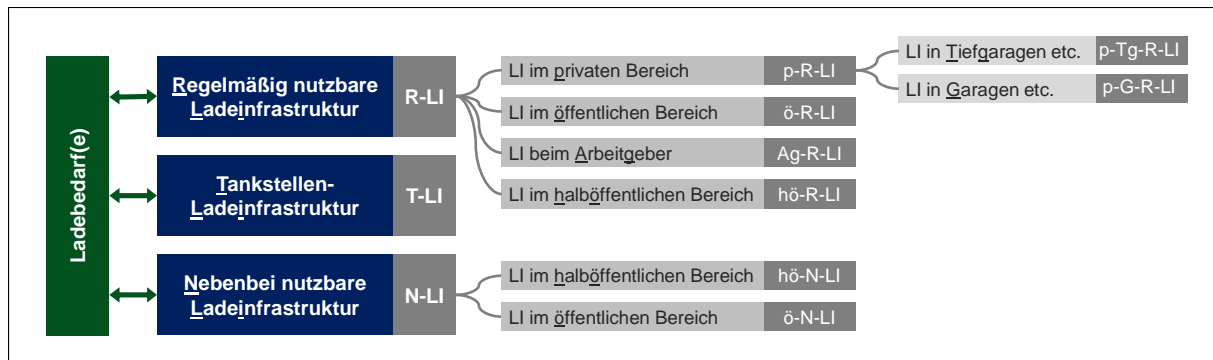 Ladebedarf(e)
Regelmäßig nutzbare
Ladeinfrastruktur
R-LI
LI im privaten Bereich
p-R-LI
LI in Tiefgaragen etc.
p-Tg-R-LI
LI in Garagen etc.
p-G-R-LI
LI im öffentlichen Bereich
ö-R-LI
LI beim Arbeitgeber
Ag-R-LI
LI im halböffentlichen Bereich
hö-R-LI
Tankstellen-
Ladeinfrastruktur
T-LI
Nebenbei nutzbare
Ladeinfrastruktur
N-LI
LI im halböffentlichen Bereich
hö-N-LI
LI im öffentlichen Bereich
ö-N-LI